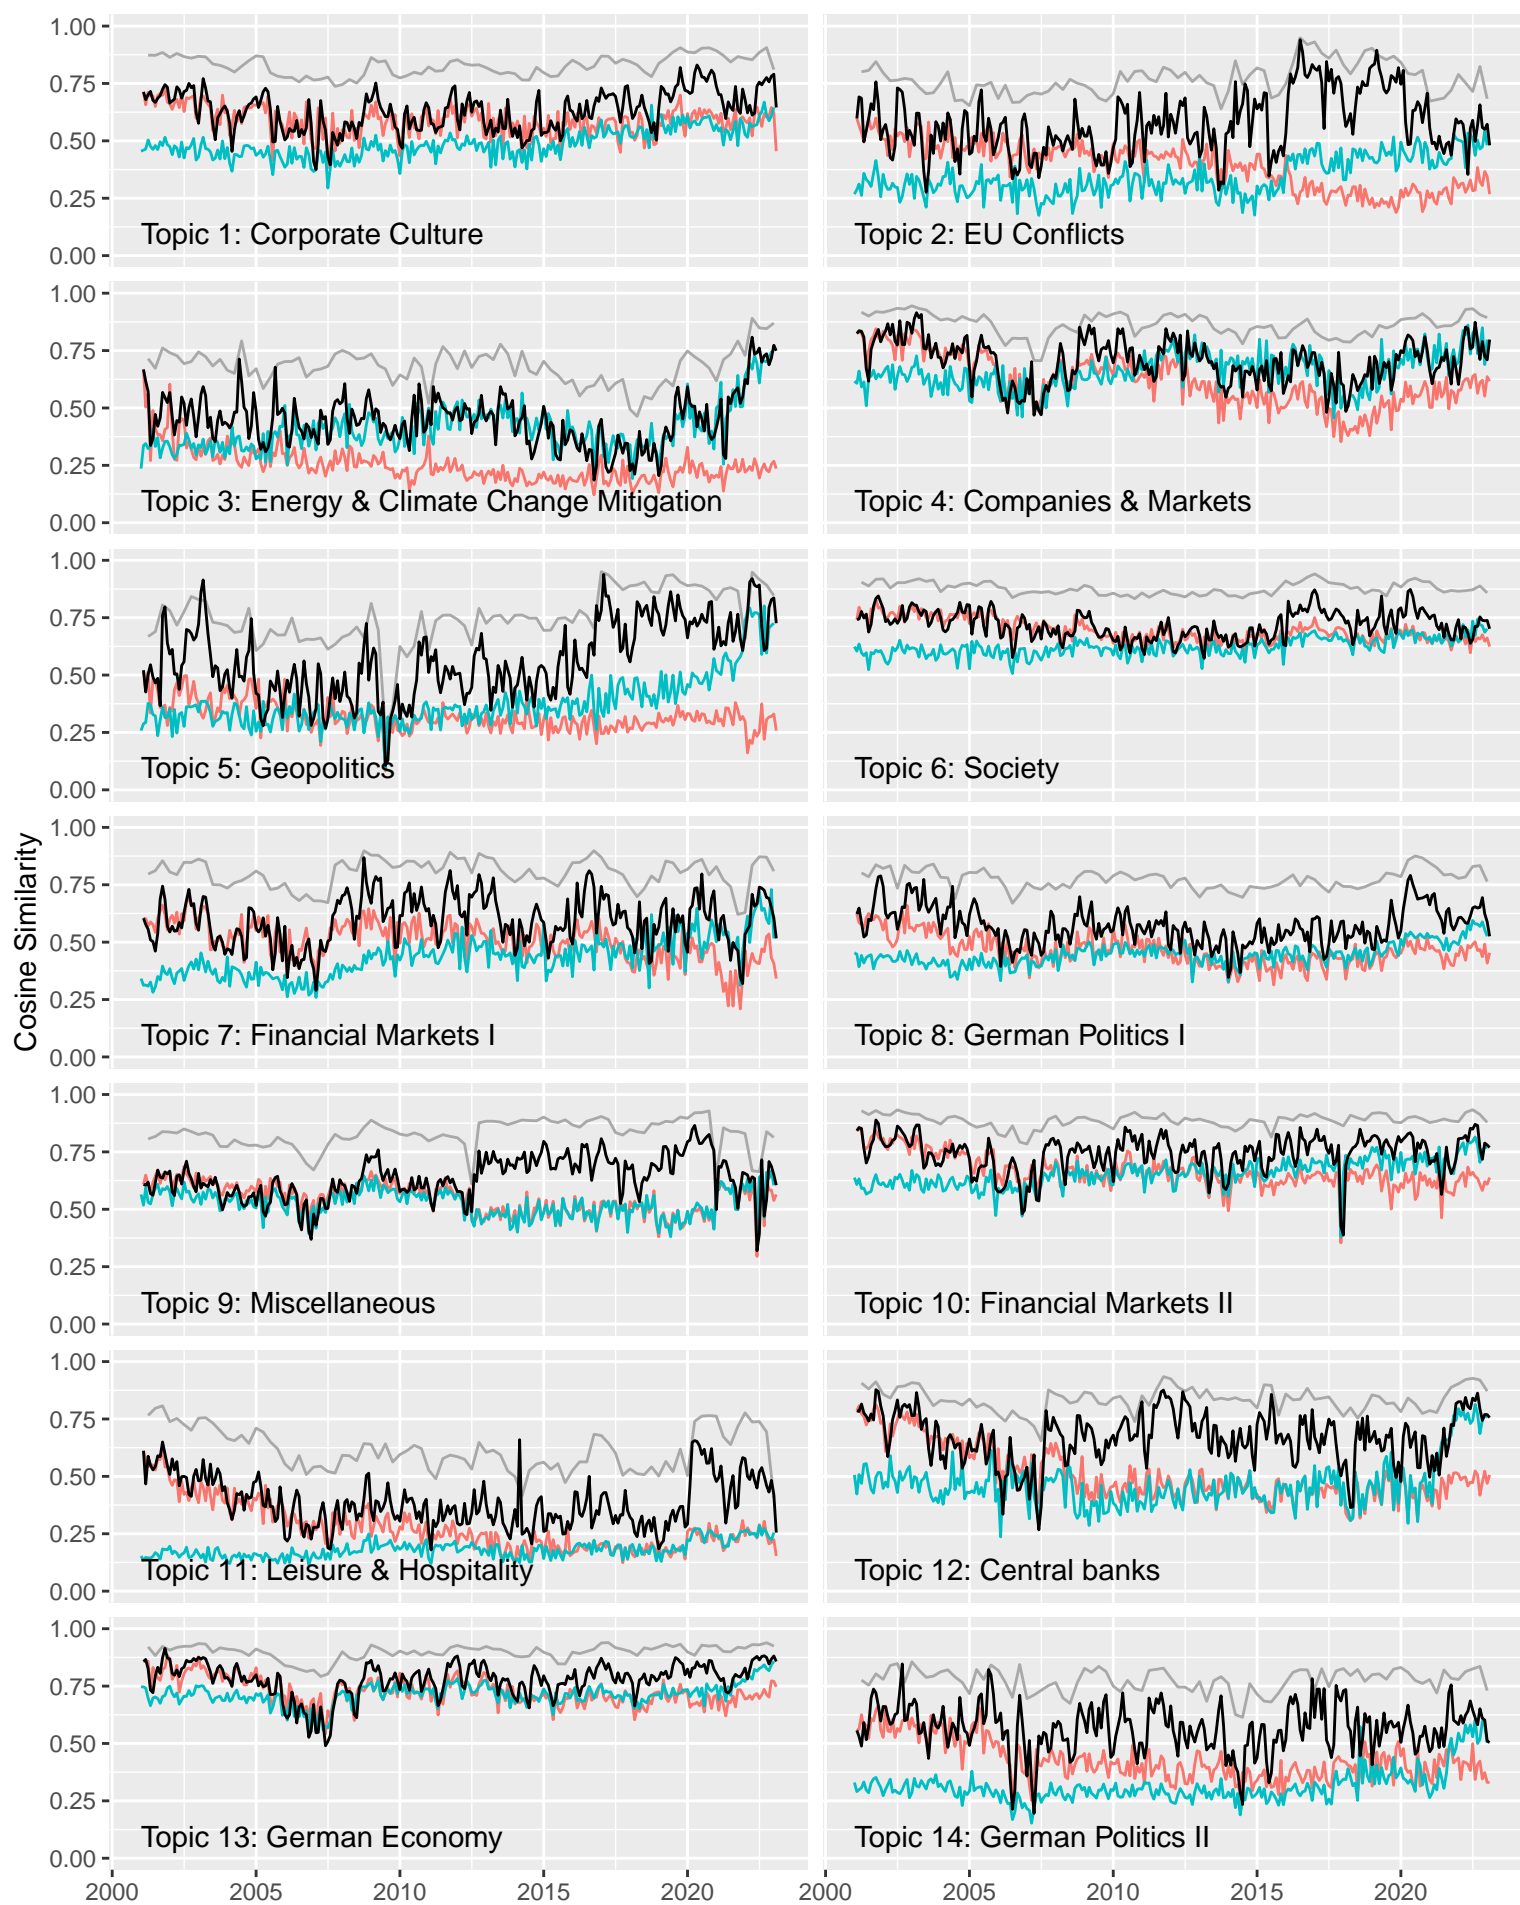 Cosine Similarity
1.00
0.75
0.50
0.25
0.00
Topic 1: Corporate Culture
Topic 2: EU Conflicts
1.00
0.75
0.50
0.25
0.00
Topic 3: Energy & Climate Change Mitigation
Topic 4: Companies & Markets
1.00
0.75
0.50
0.25
0.00
Topic 5: Geopolitics
Topic 6: Society
1.00
0.75
0.50
0.25
0.00
Topic 7: Financial Markets I
Topic 8: German Politics I
1.00
0.75
0.50
0.25
0.00
Topic 9: Miscellaneous
Topic 10: Financial Markets II
1.00
0.75
0.50
0.25
0.00
Topic 11: Leisure & Hospitality
Topic 12: Central banks
1.00
0.75
0.50
0.25
0.00
Topic 13: German Economy
Topic 14: German Politics II
2000 2005 2010 2015 2020
2000 2005 2010 2015 2020